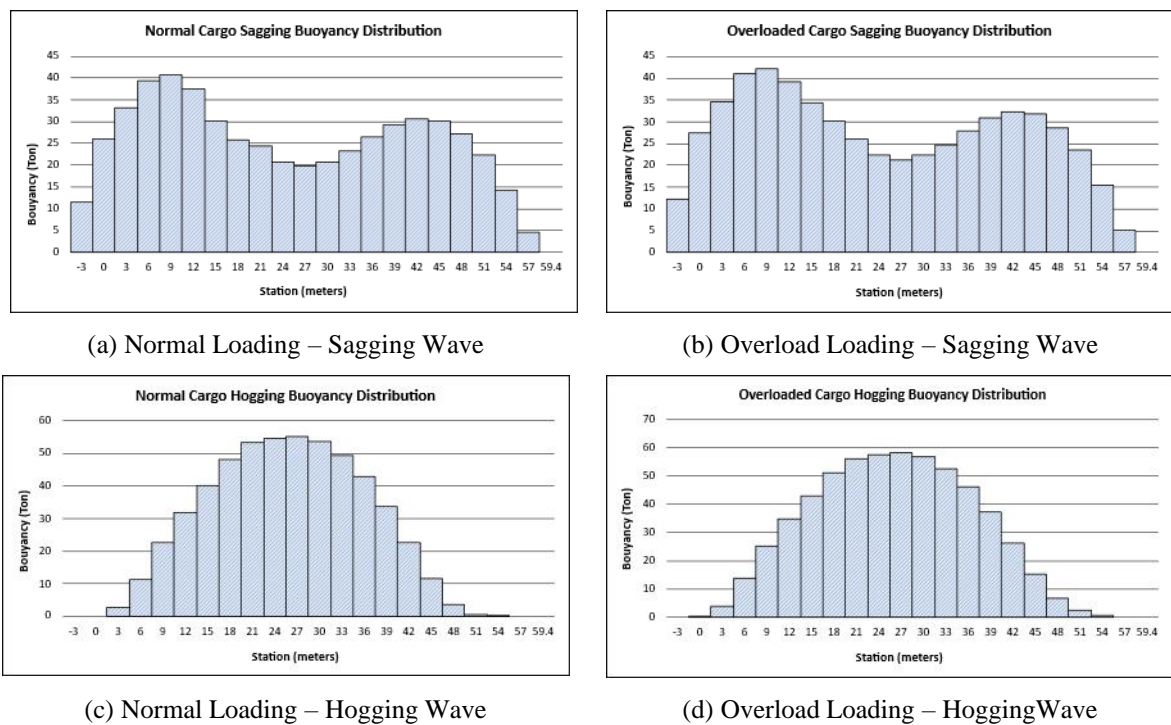 Normal Cargo Sagging Buoyancy Distribution
45
40
35
30
25
20
15
10
5
0
Bouyancy (Ton)
-3 0 3 6 9 12 15 18 21 24 27 30 33 36 39 42 45 48 51 54 57 59.4
Station (meters)
(a) Normal Loading – Sagging Wave
Overloaded Cargo Sagging Buoyancy Distribution
45
40
35
30
25
20
15
10
5
0
Bouyancy (Ton)
-3 0 3 6 9 12 15 18 21 24 27 30 33 36 39 42 45 48 51 54 57 59.4
Station (meters)
(b) Overload Loading – Sagging Wave
Normal Cargo Hogging Buoyancy Distribution
60
50
40
30
20
10
0
Bouyancy (Ton)
-3 0 3 6 9 12 15 18 21 24 27 30 33 36 39 42 45 48 51 54 57 59.4
Station (meters)
(c) Normal Loading – Hogging Wave
Overloaded Cargo Hogging Buoyancy Distribution
70
60
50
40
30
20
10
0
Bouyancy (Ton)
-3 0 3 6 9 12 15 18 21 24 27 30 33 36 39 42 45 48 51 54 57 59.4
Station (meters)
(d) Overload Loading – HoggingWave